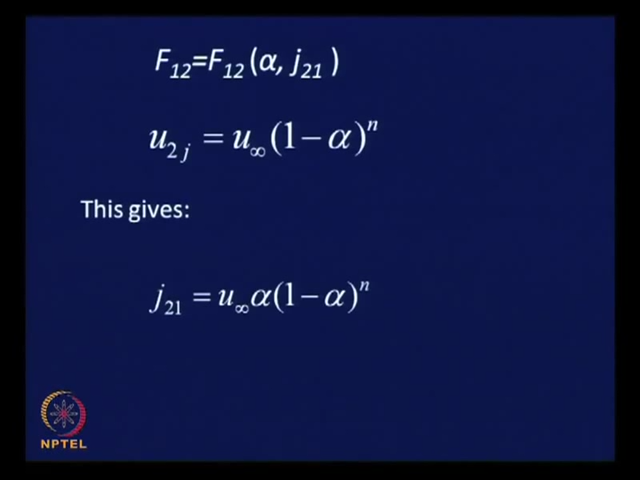 F₁₂=F₁₂ (α, j₂₁ )
u₂ⱼ = u∞(1−α)ⁿ
This gives:
j₂₁ = u∞α(1−α)ⁿ
NPTEL